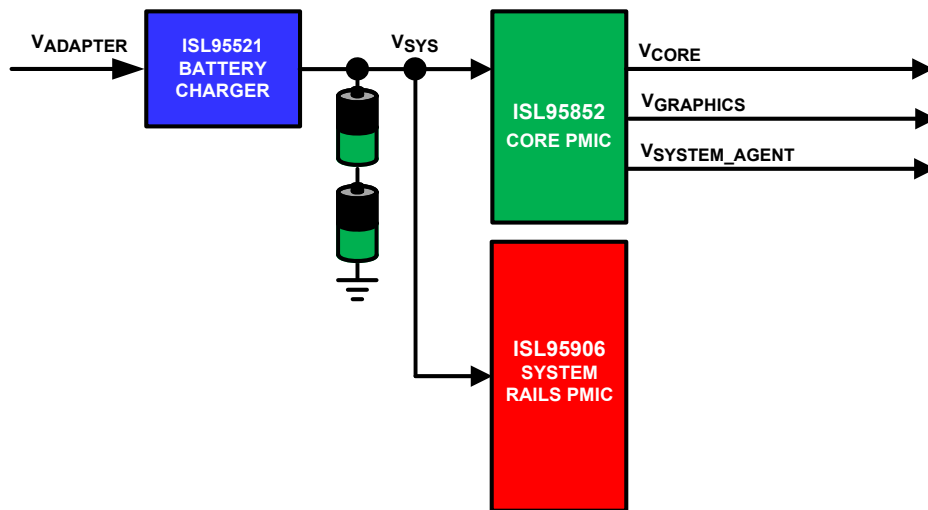 VADAPTER
ISL95521
BATTERY
CHARGER
VSYS
ISL95852
CORE PMIC
VCORE
VGRAPHICS
VSYSTEM_AGENT
ISL95906
SYSTEM
RAILS PMIC